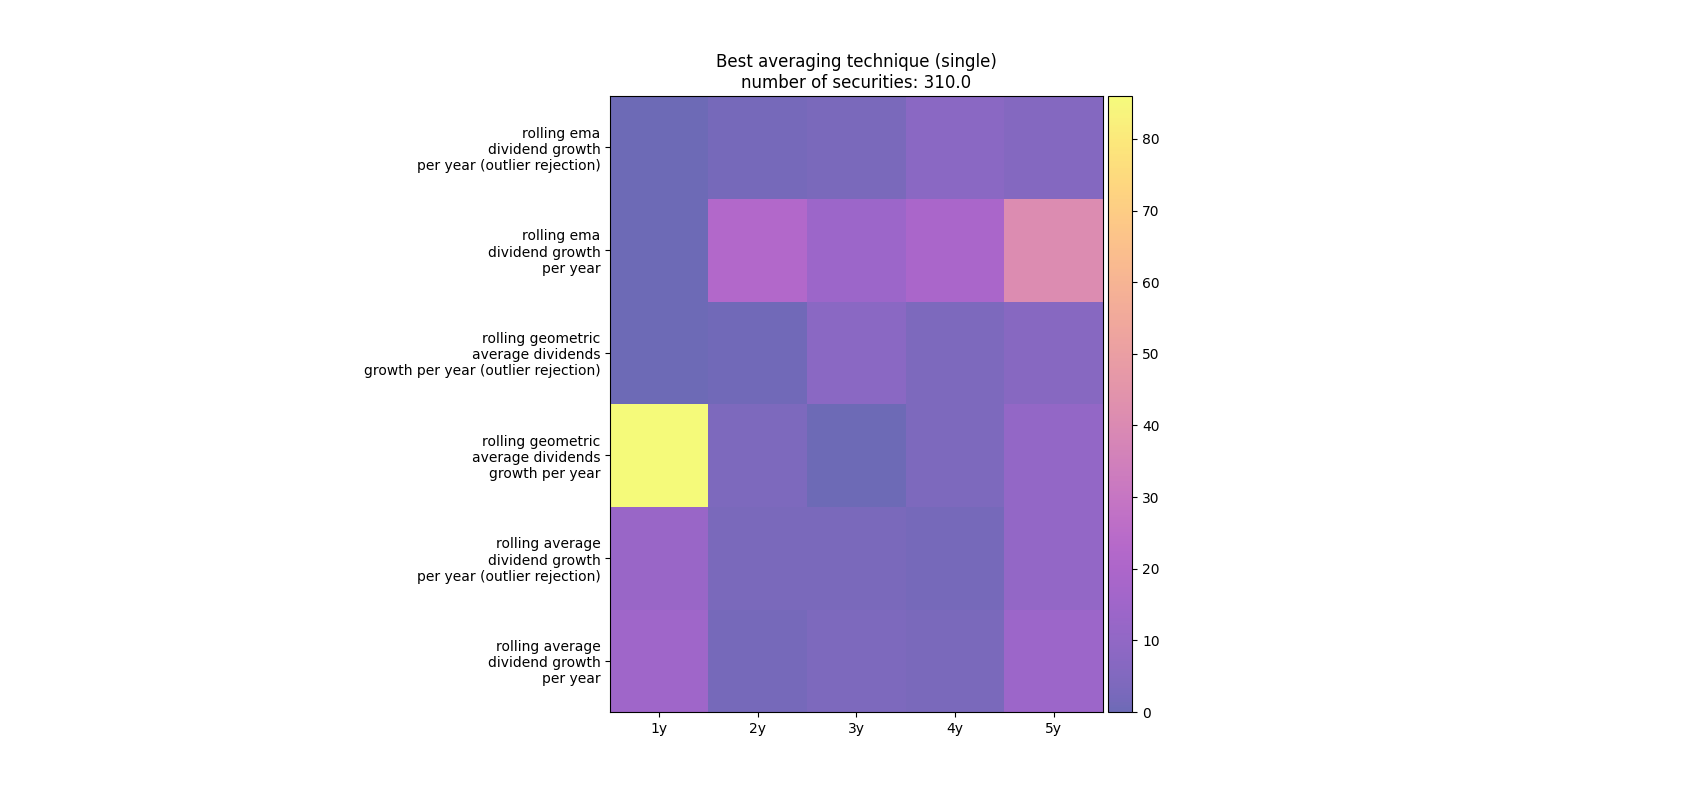 Best averaging technique (single)
number of securities: 310.0
rolling ema
dividend growth
per year (outlier rejection)
rolling ema
dividend growth
per year
rolling geometric
average dividends
growth per year (outlier rejection)
rolling geometric
average dividends
growth per year
rolling average
dividend growth
per year (outlier rejection)
rolling average
dividend growth
per year
1y 2y 3y 4y 5y
80
70
60
50
40
30
20
10
0